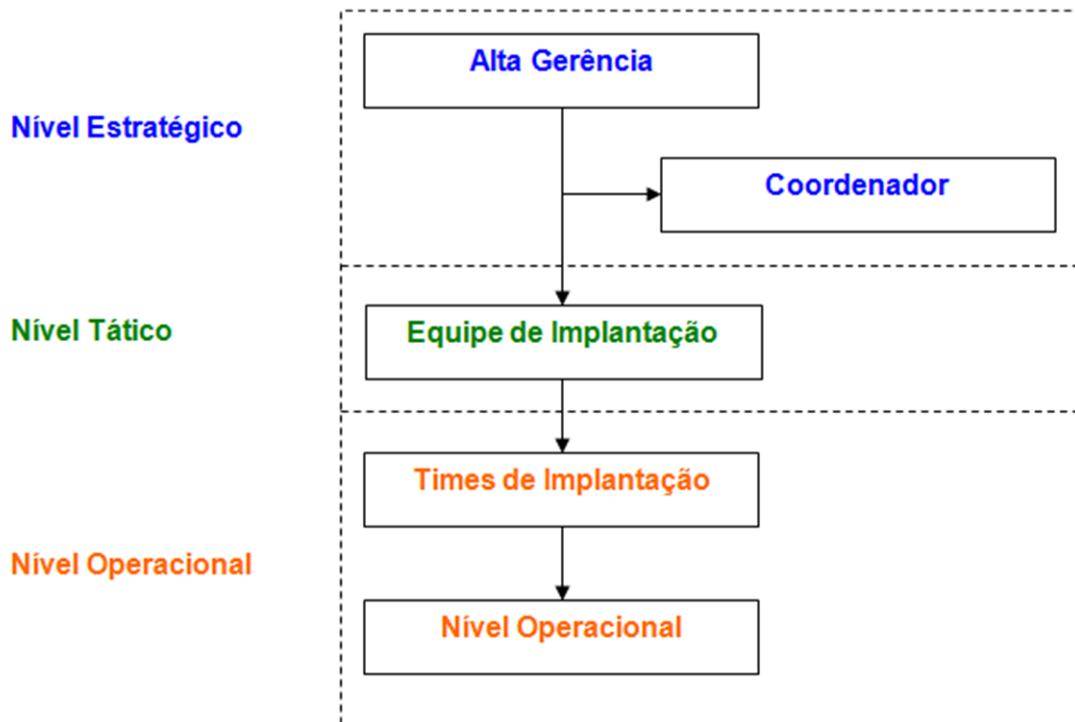 Alta Gerência
Nível Estratégico
Coordenador
Nível Tático
Equipe de Implantação
Times de Implantação
Nível Operacional
Nível Operacional